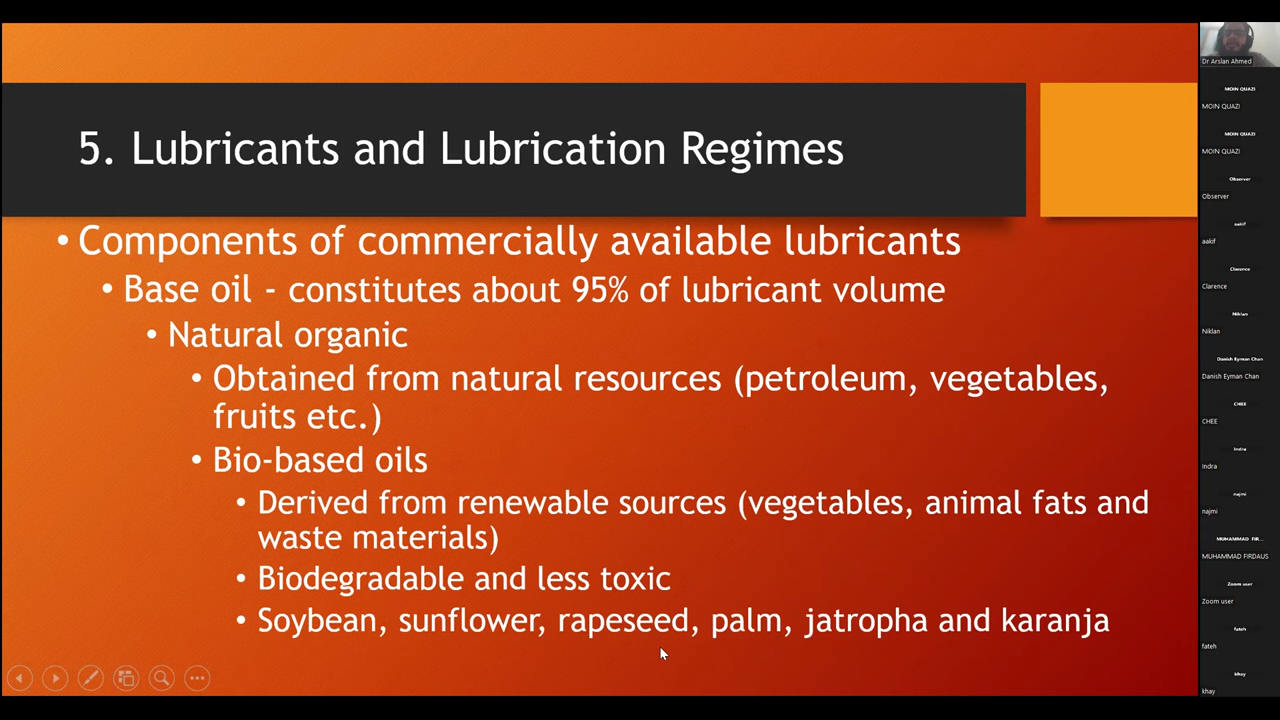 5. Lubricants and Lubrication Regimes
• Components of commercially available lubricants
• Base oil - constitutes about 95% of lubricant volume
• Natural organic
• Obtained from natural resources (petroleum, vegetables,
fruits etc.)
• Bio-based oils
• Derived from renewable sources (vegetables, animal fats and
waste materials)
• Biodegradable and less toxic
• Soybean, sunflower, rapeseed, palm, jatropha and karanja
Dr Arslan Ahmed
MOIN QUAZI
MOIN QUAZI
MOIN QUAZI
MOIN QUAZI
Observer
Observer
aakif
aakif
Clarence
Clarence
Niklan
Niklan
Danish Eyman Chan
Danish Eyman Chan
CHEE
CHEE
Indra
Indra
najmi
najmi
MUHAMMAD FIR...
MUHAMMAD FIRDAUS
Zoom user
Zoom user
fateh
fateh
khay
khay